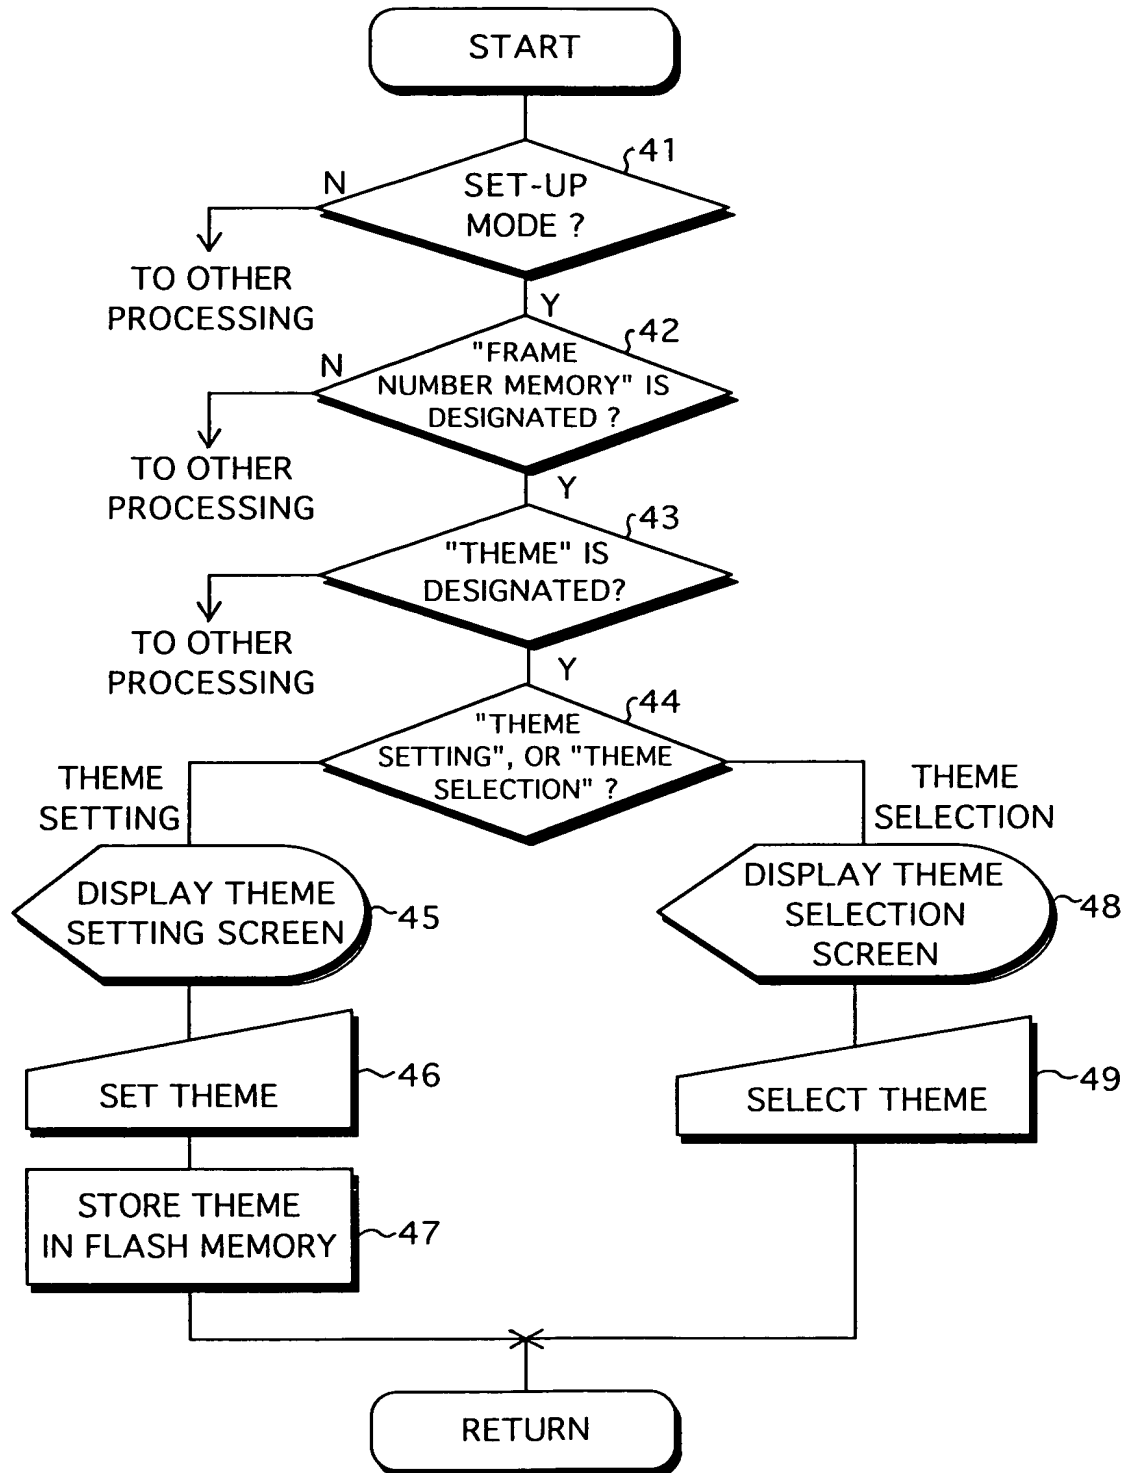 START
41
SET-UP
MODE ?
N
TO OTHER
PROCESSING
Y
42
"FRAME
NUMBER MEMORY" IS
DESIGNATED ?
N
TO OTHER
PROCESSING
Y
43
"THEME" IS
DESIGNATED?
TO OTHER
PROCESSING
Y
44
"THEME
SETTING", OR "THEME
SELECTION" ?
THEME
SETTING
THEME
SELECTION
DISPLAY THEME
SETTING SCREEN
45
DISPLAY THEME
SELECTION
SCREEN
48
SET THEME
46
SELECT THEME
49
STORE THEME
IN FLASH MEMORY
47
RETURN